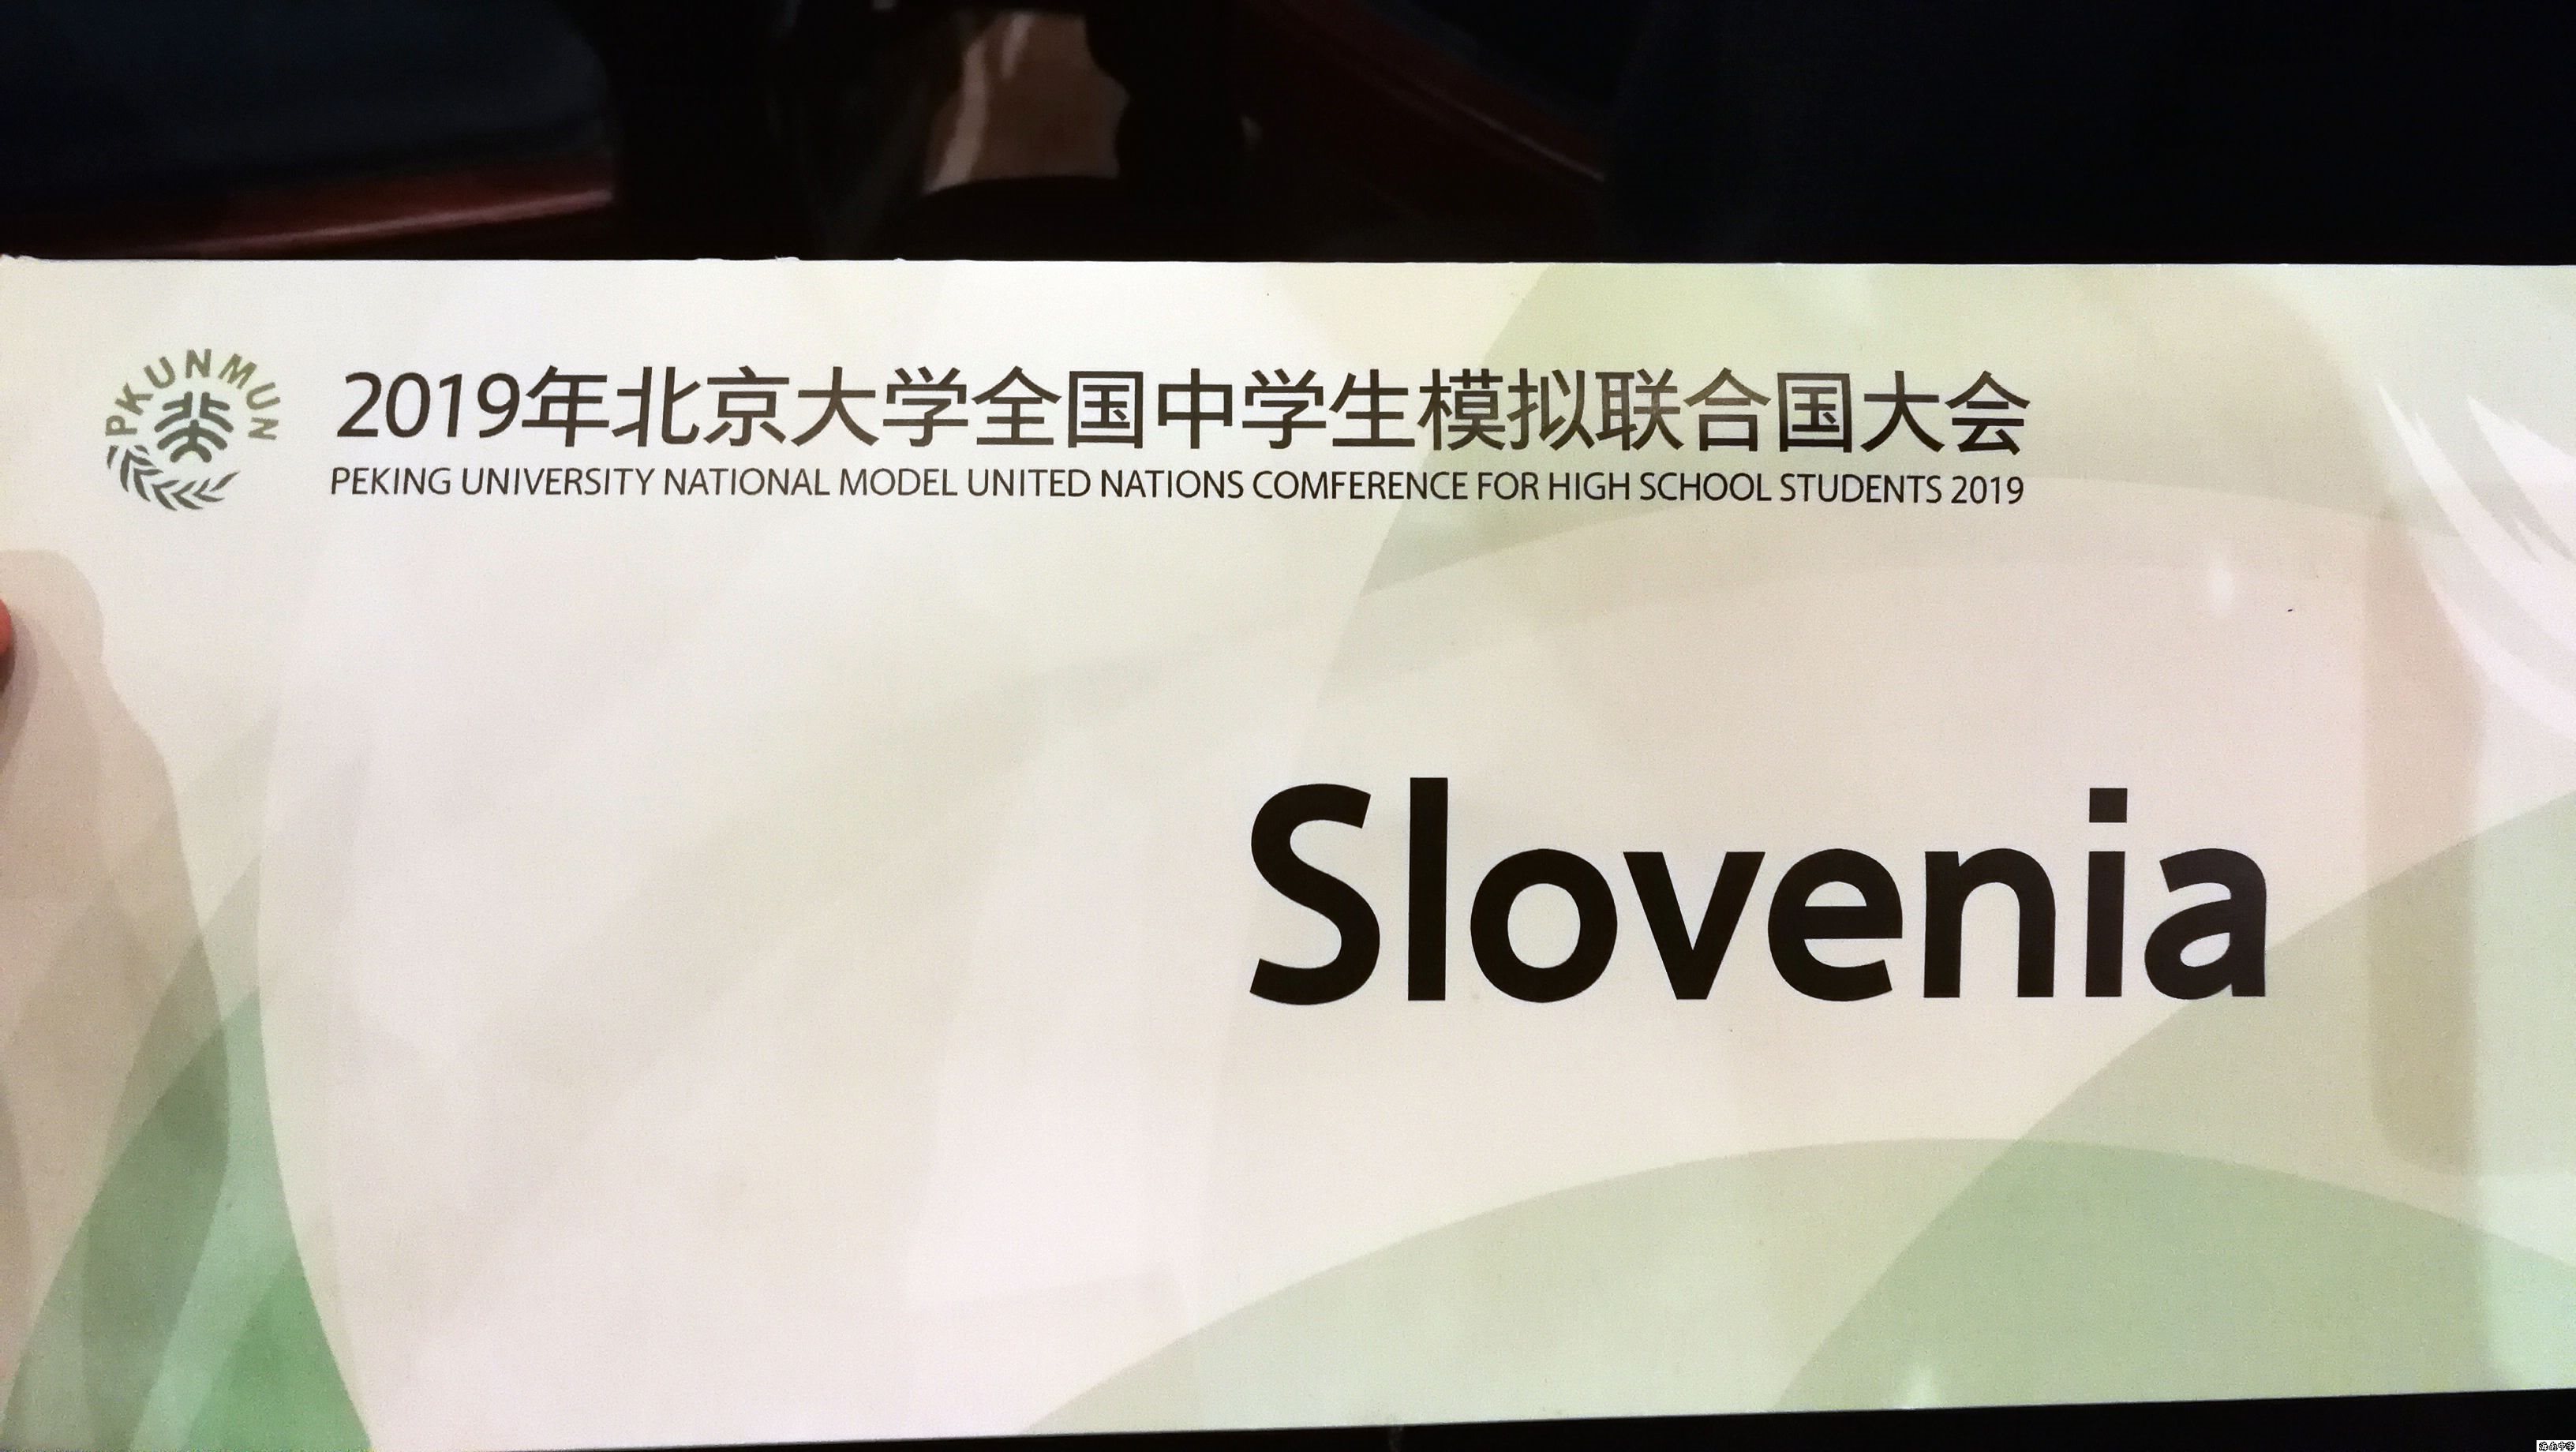 PKUNMUN
2019年北京大学全国中学生模拟联合国大会
PEKING UNIVERSITY NATIONAL MODEL UNITED NATIONS COMFERENCE FOR HIGH SCHOOL STUDENTS 2019
Slovenia